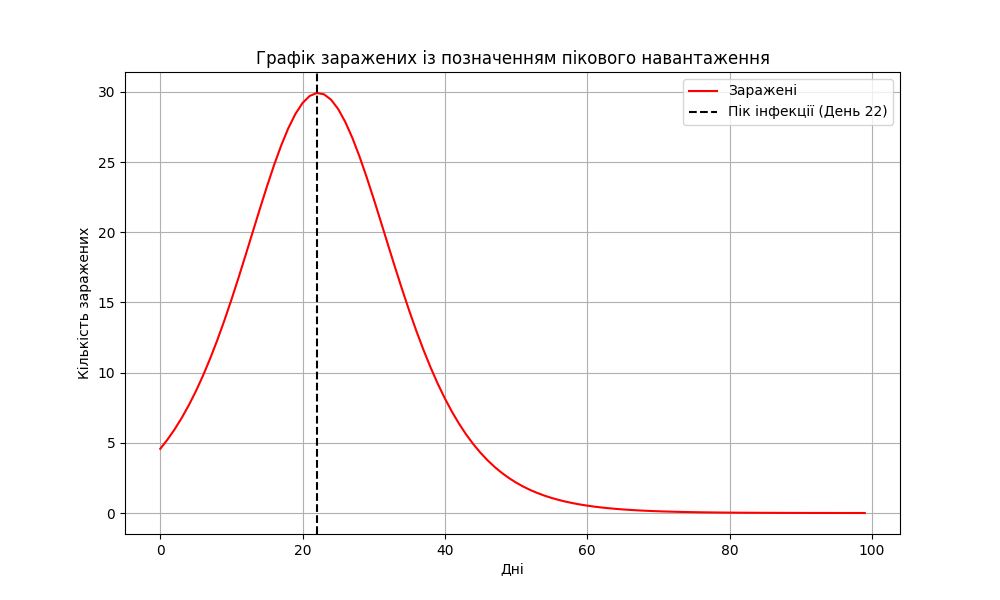 Графік заражених із позначенням пікового навантаження
Заражені
Пік інфекції (День 22)
Кількість заражених
30
25
20
15
10
5
0
0 20 40 60 80 100
Дні